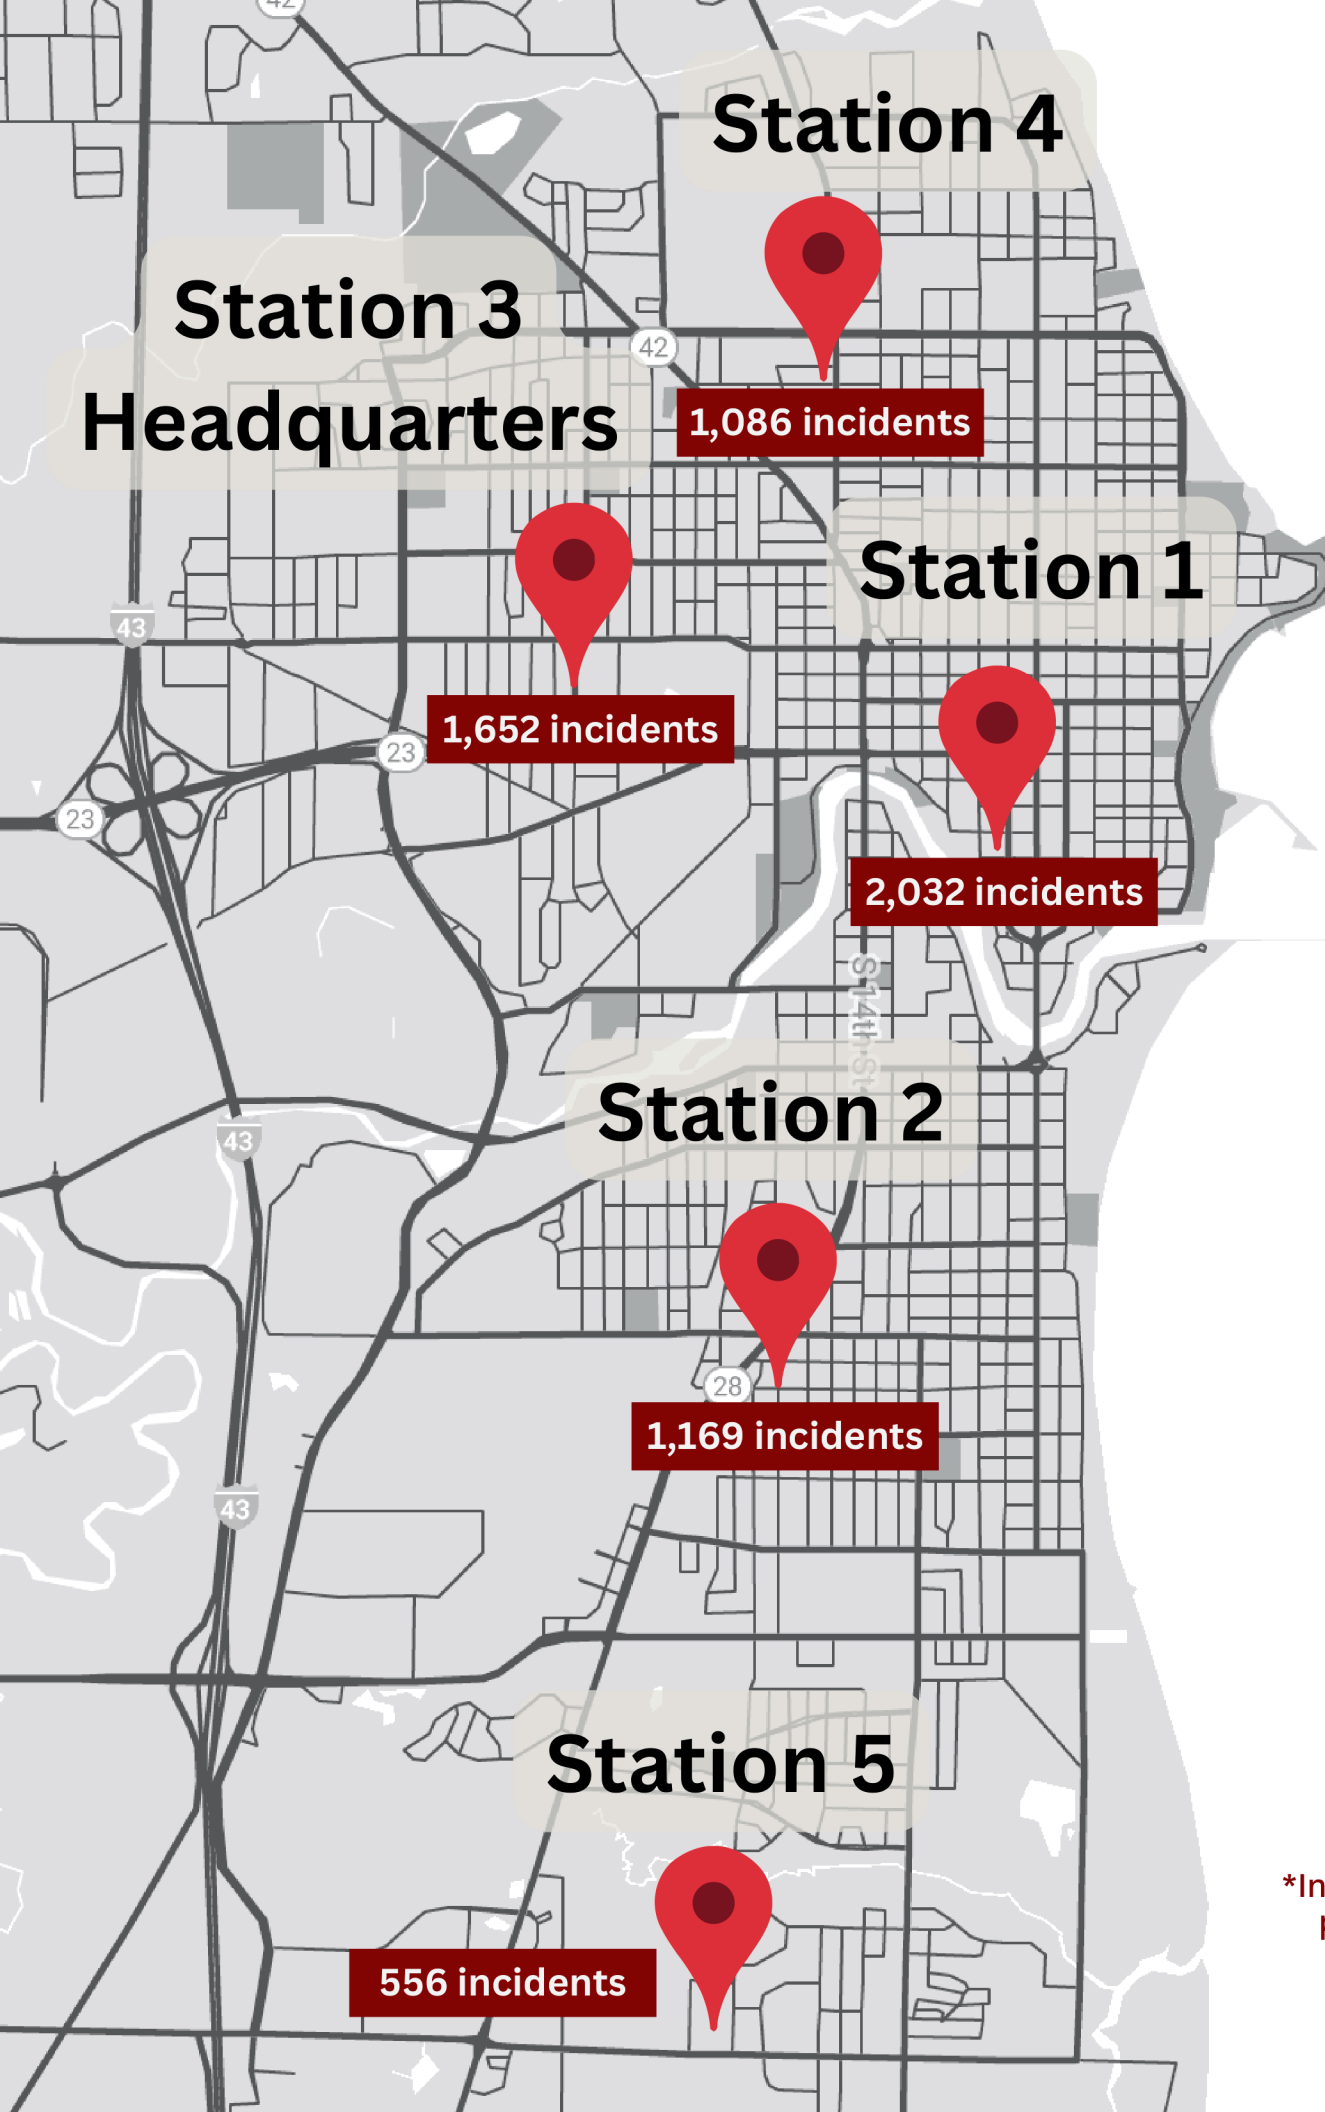 42
Station 4
Station 3
Headquarters
42
1,086 incidents
Station 1
43
1,652 incidents
23
23
2,032 incidents
S 14th St
Station 2
43
28
1,169 incidents
43
Station 5
*In
556 incidents